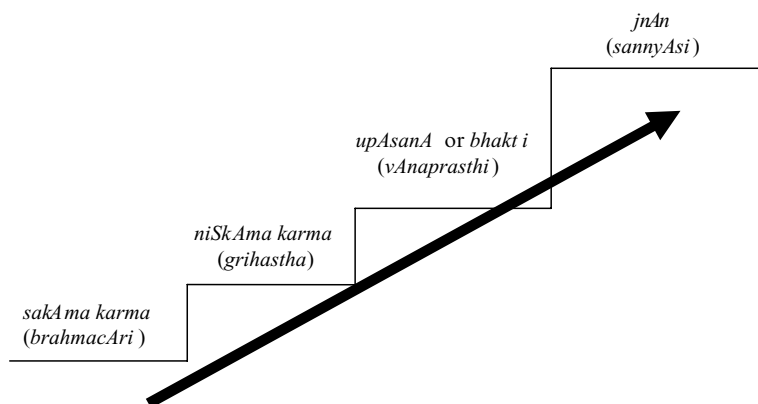 jnAn
(sannyAsi)
upAsanA or bhakt i
(vAnaprasthi)
niSkAma karma
(grihastha)
sakAma karma
(brahmacAri )